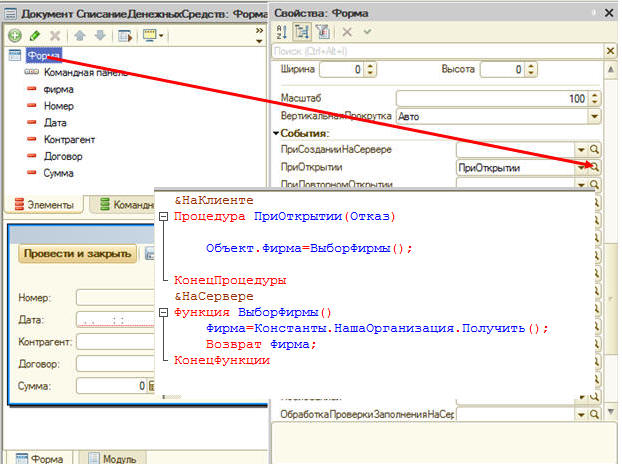 Документ СписаниеДенежныхСредств: Форма
Форма
Командная панель
фирма
Номер
Дата
Контрагент
Договор
Сумма
Элементы
Командн
Провести и закрыть
Номер:
Дата:
. . : :
Контрагент:
Договор:
Сумма:
0
Форма
Модуль
Свойства: Форма
Поиск (Ctrl+Alt+I)
Ширина 0 Высота 0
Масштаб 100
ВертикальнаяПрокрутка Авто
События:
ПриСозданииНаСервере
ПриОткрытии ПриОткрытии
ПриПовторномОткрытии
&НаКлиенте
Процедура ПриОткрытии(Отказ)
Объект.фирма=Выборфирмы();
КонецПроцедуры
&НаСервере
функция Выборфирмы()
фирма=Константы.НашаОрганизация.Получить();
Возврат фирма;
Конецфункции
ОбработкаПроверкиЗаполненияНаСер